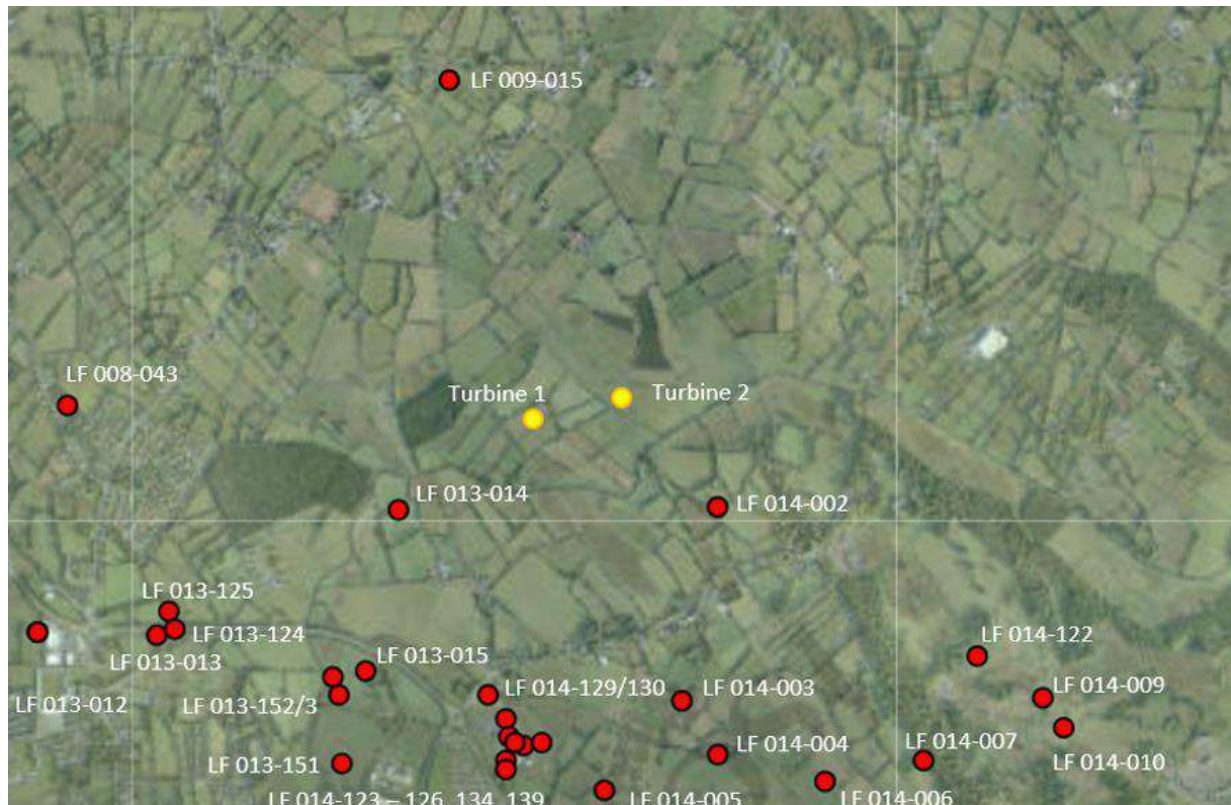 LF 009-015
LF 008-043
Turbine 1
Turbine 2
LF 013-014
LF 014-002
LF 013-125
LF 013-124
LF 013-013
LF 013-012
LF 013-015
LF 013-152/3
LF 014-129/130
LF 014-003
LF 014-122
LF 014-009
LF 014-004
LF 014-007
LF 014-010
LF 013-151
LF 014-123 – 126, 134, 139
LF 014-005
LF 014-006